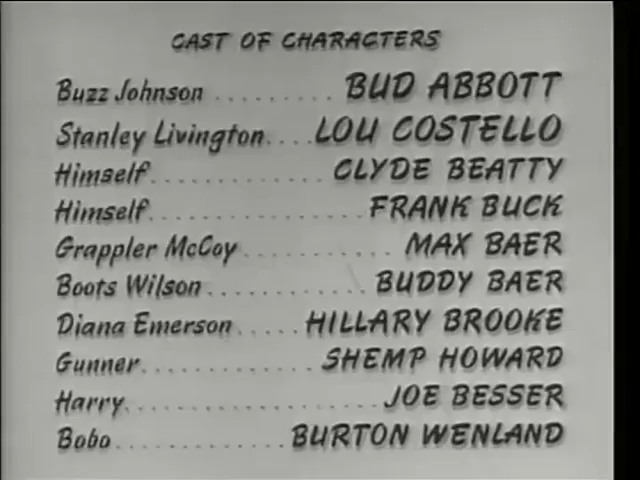 CAST OF CHARACTERS
Buzz Johnson .......... BUD ABBOTT
Stanley Livington.... LOU COSTELLO
Himself............... CLYDE BEATTY
Himself.................. FRANK BUCK
Grappler McCoy............ MAX BAER
Boots Wilson ............ BUDDY BAER
Diana Emerson ..... HILLARY BROOKE
Gunner............... SHEMP HOWARD
Harry..................... JOE BESSER
Bobo.............. BURTON WENLAND